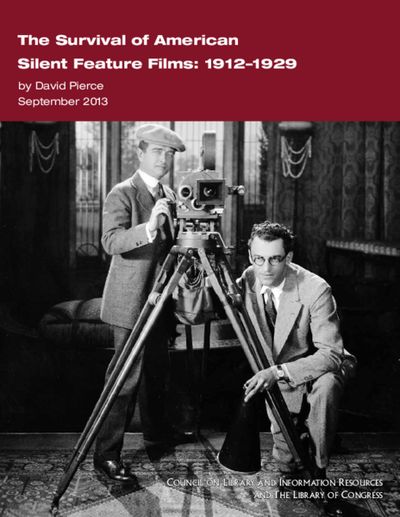 The Survival of American
Silent Feature Films: 1912–1929
by David Pierce
September 2013
Council on Library and Information Resources
and The Library of Congress